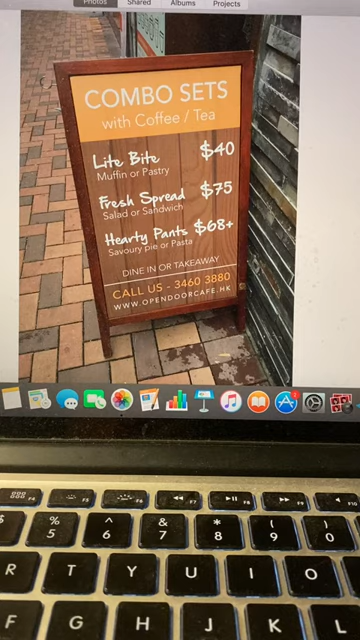 Photos Shared Albums Projects
COMBO SETS
with Coffee / Tea
Lite Bite $40
Muffin or Pastry
Fresh Spread $75
Salad or Sandwich
Hearty Pants $68+
Savoury pie or Pasta
DINE IN OR TAKEAWAY
CALL US - 3460 3880
WWW.OPENDOORCAFE.HK
F4 F5 F6 F7 F8 F9 F10
% 5 ^ 6 & 7 * 8 ( 9 ) 0
R T Y U I O
F G H J K L